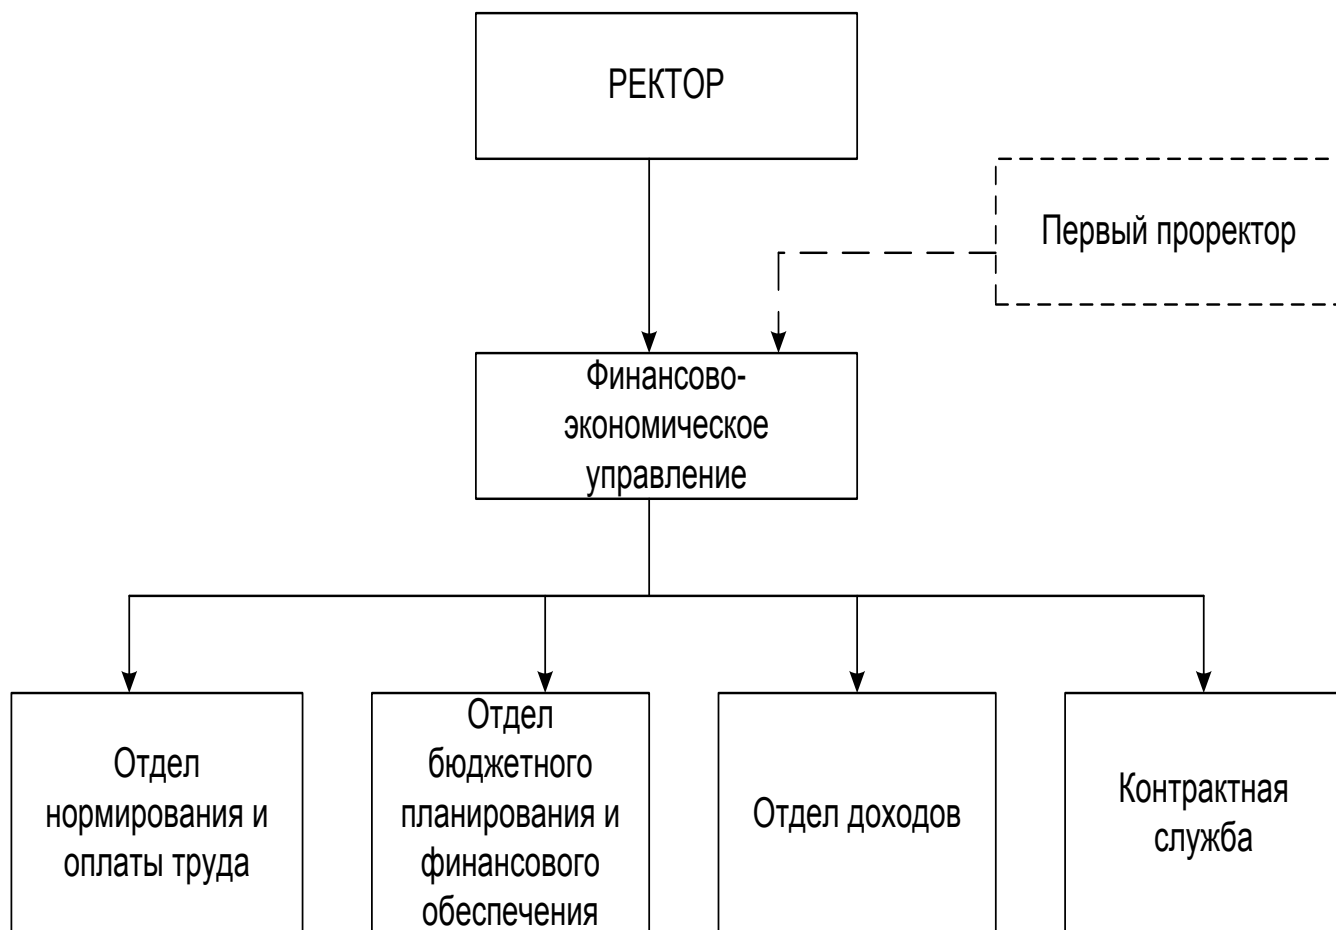 РЕКТОР
Первый проректор
Финансово-
экономическое
управление
Отдел
нормирования и
оплаты труда
Отдел
бюджетного
планирования и
финансового
обеспечения
Отдел доходов
Контрактная
служба